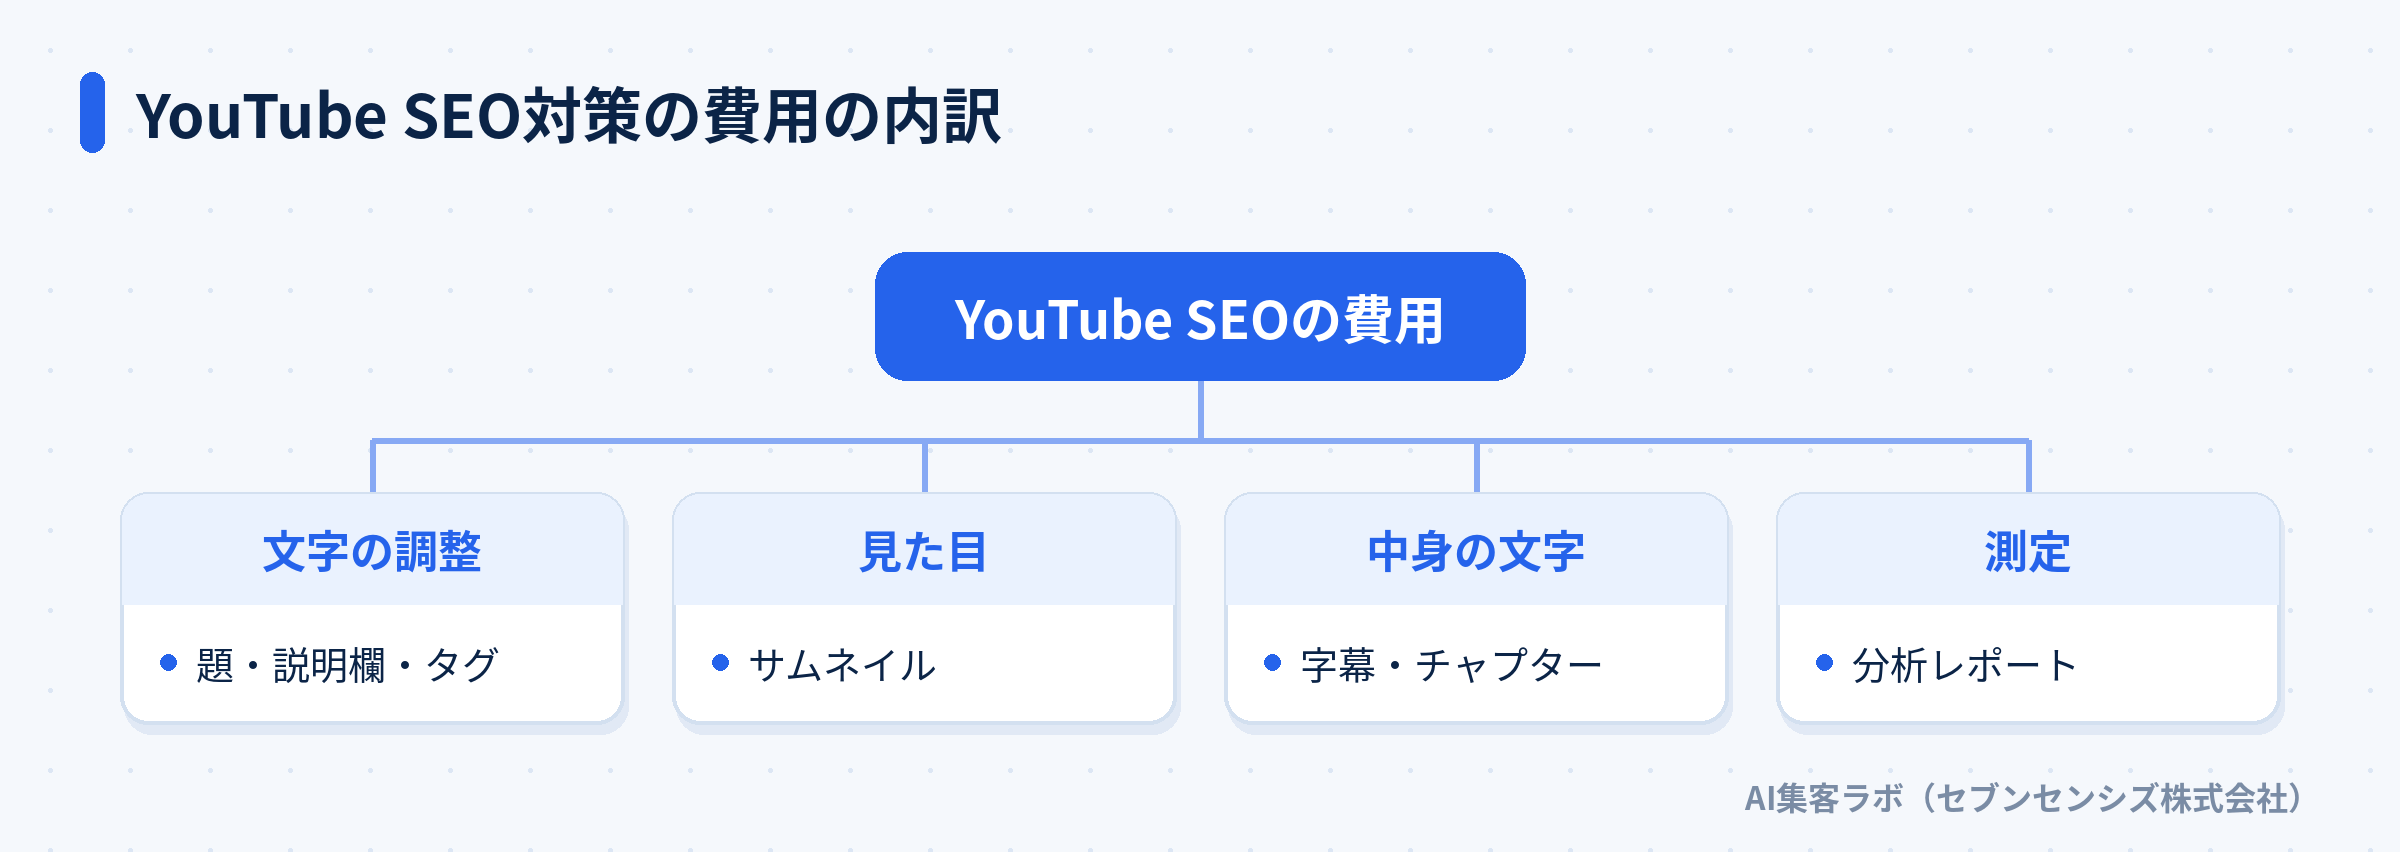 YouTube SEO対策の費用の内訳
YouTube SEOの費用
文字の調整
題・説明欄・タグ
見た目
サムネイル
中身の文字
字幕・チャプター
測定
分析レポート
AI集客ラボ（セブンセンシズ株式会社）